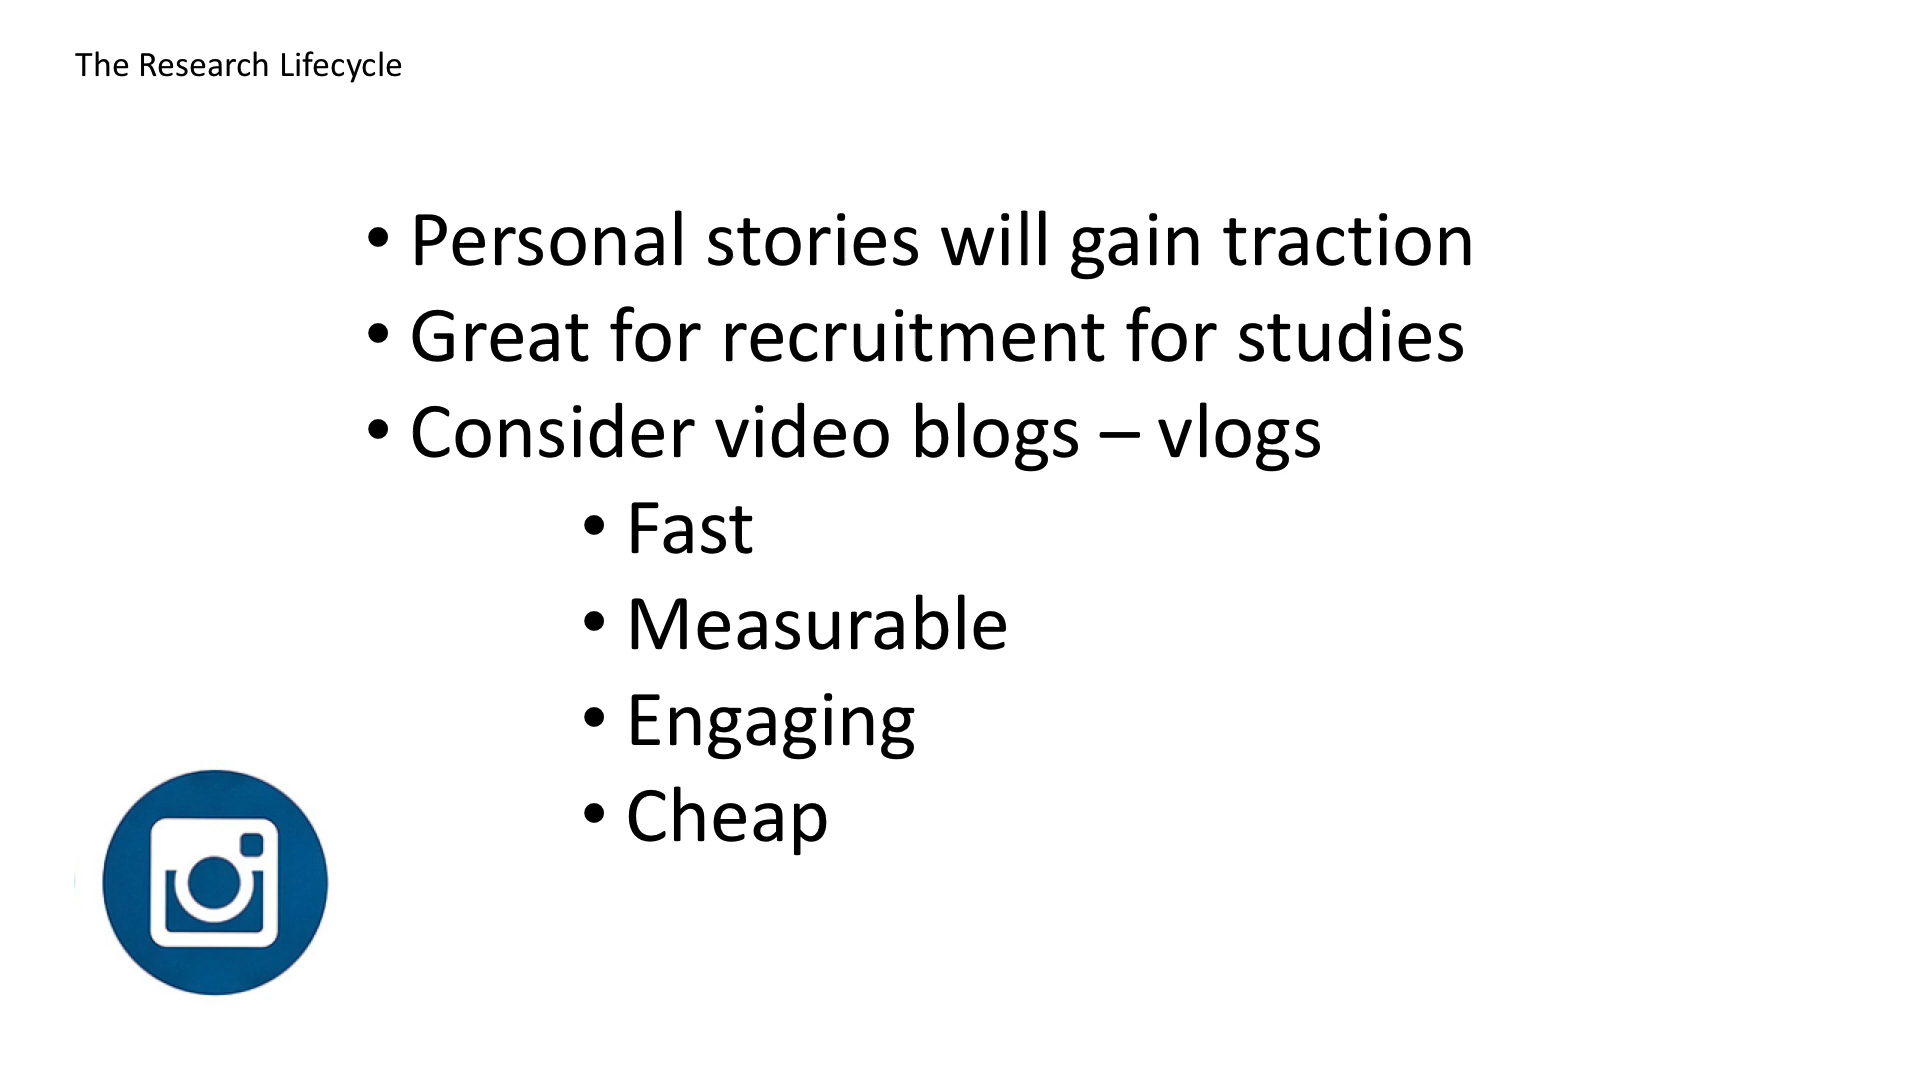 The Research Lifecycle
• Personal stories will gain traction
• Great for recruitment for studies
• Consider video blogs – vlogs
• Fast
• Measurable
• Engaging
• Cheap